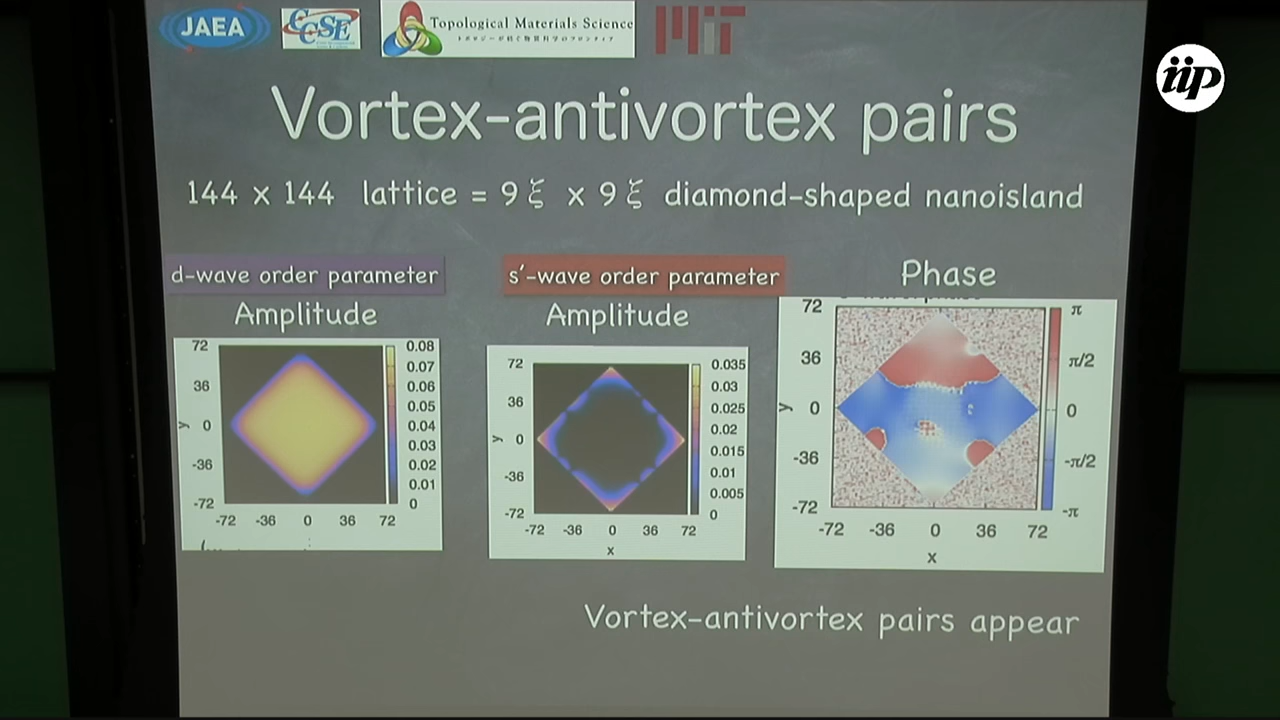 JAEA
CCSE
Topological Materials Science
MIT
iip
Vortex-antivortex pairs
144 x 144 lattice = 9 ξ x 9 ξ diamond-shaped nanoisland
d-wave order parameter
Amplitude
72
36
0
-36
-72
y
-72 -36 0 36 72
0.08
0.07
0.06
0.05
0.04
0.03
0.02
0.01
0
s′-wave order parameter
Amplitude
72
36
0
-36
-72
y
-72 -36 0 36 72
x
0.035
0.03
0.025
0.02
0.015
0.01
0.005
0
Phase
72
36
0
-36
-72
y
-72 -36 0 36 72
x
π
π/2
0
-π/2
-π
Vortex-antivortex pairs appear